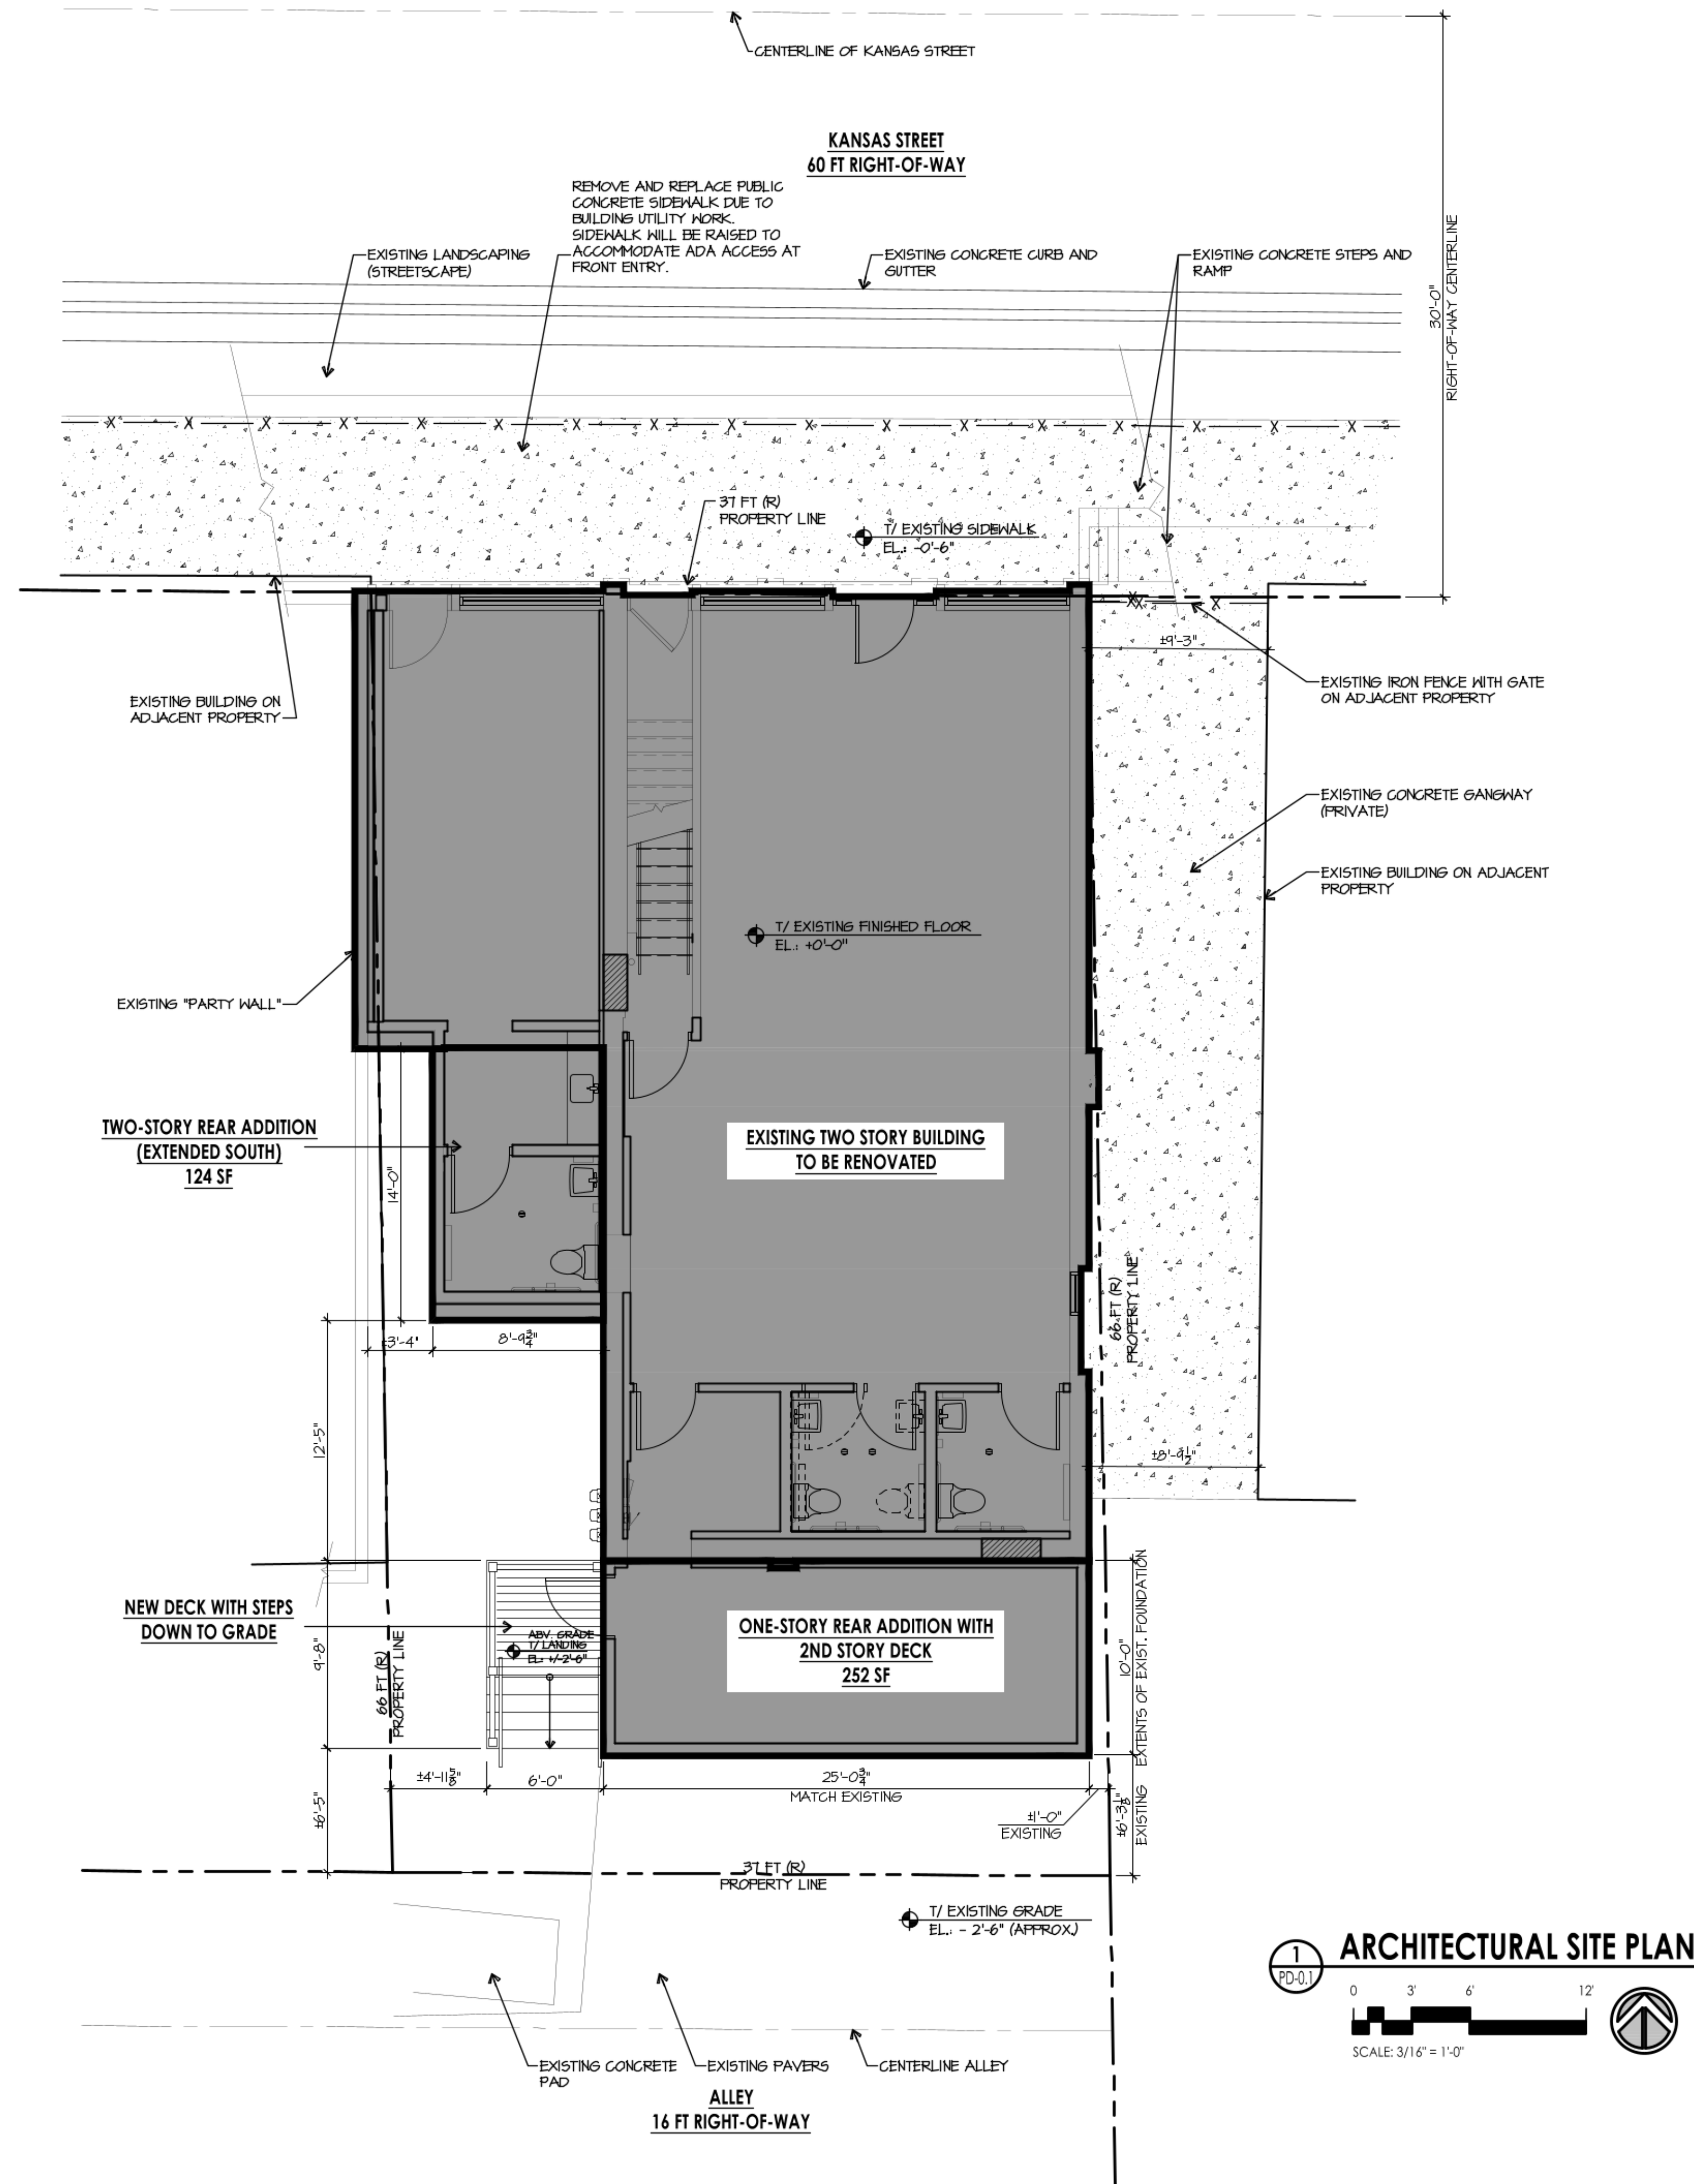 CENTERLINE OF KANSAS STREET
KANSAS STREET
60 FT RIGHT-OF-WAY
REMOVE AND REPLACE PUBLIC
CONCRETE SIDEWALK DUE TO
BUILDING UTILITY WORK.
SIDEWALK WILL BE RAISED TO
ACCOMMODATE ADA ACCESS AT
FRONT ENTRY.
EXISTING LANDSCAPING
(STREETSCAPE)
EXISTING CONCRETE CURB AND
GUTTER
EXISTING CONCRETE STEPS AND
RAMP
30'-0"
RIGHT-OF-WAY CENTERLINE
37 FT (R)
PROPERTY LINE
T/ EXISTING SIDEWALK
EL.: -0'-6"
±9'-3"
EXISTING BUILDING ON
ADJACENT PROPERTY
EXISTING IRON FENCE WITH GATE
ON ADJACENT PROPERTY
EXISTING CONCRETE GANGWAY
(PRIVATE)
EXISTING BUILDING ON ADJACENT
PROPERTY
T/ EXISTING FINISHED FLOOR
EL.: +0'-0"
EXISTING "PARTY WALL"
TWO-STORY REAR ADDITION
(EXTENDED SOUTH)
124 SF
14'-0"
EXISTING TWO STORY BUILDING
TO BE RENOVATED
66 FT (R)
PROPERTY LINE
3'-4"
8'-9¾"
12'-5"
±8'-9½"
NEW DECK WITH STEPS
DOWN TO GRADE
9'-8"
ABV. GRADE
T/ LANDING
EL: +/-2'-6"
ONE-STORY REAR ADDITION WITH
2ND STORY DECK
252 SF
10'-0"
EXTENTS OF EXIST. FOUNDATION
66 FT (R)
PROPERTY LINE
±4'-11⅝"
6'-0"
25'-0¾"
MATCH EXISTING
±1'-0"
EXISTING
±6'-5"
±6'-3⅛"
EXISTING
37 FT (R)
PROPERTY LINE
T/ EXISTING GRADE
EL.: - 2'-6" (APPROX.)
EXISTING CONCRETE
PAD
EXISTING PAVERS
CENTERLINE ALLEY
ALLEY
16 FT RIGHT-OF-WAY
1
PD-0.1
ARCHITECTURAL SITE PLAN
0 3' 6' 12'
SCALE: 3/16" = 1'-0"